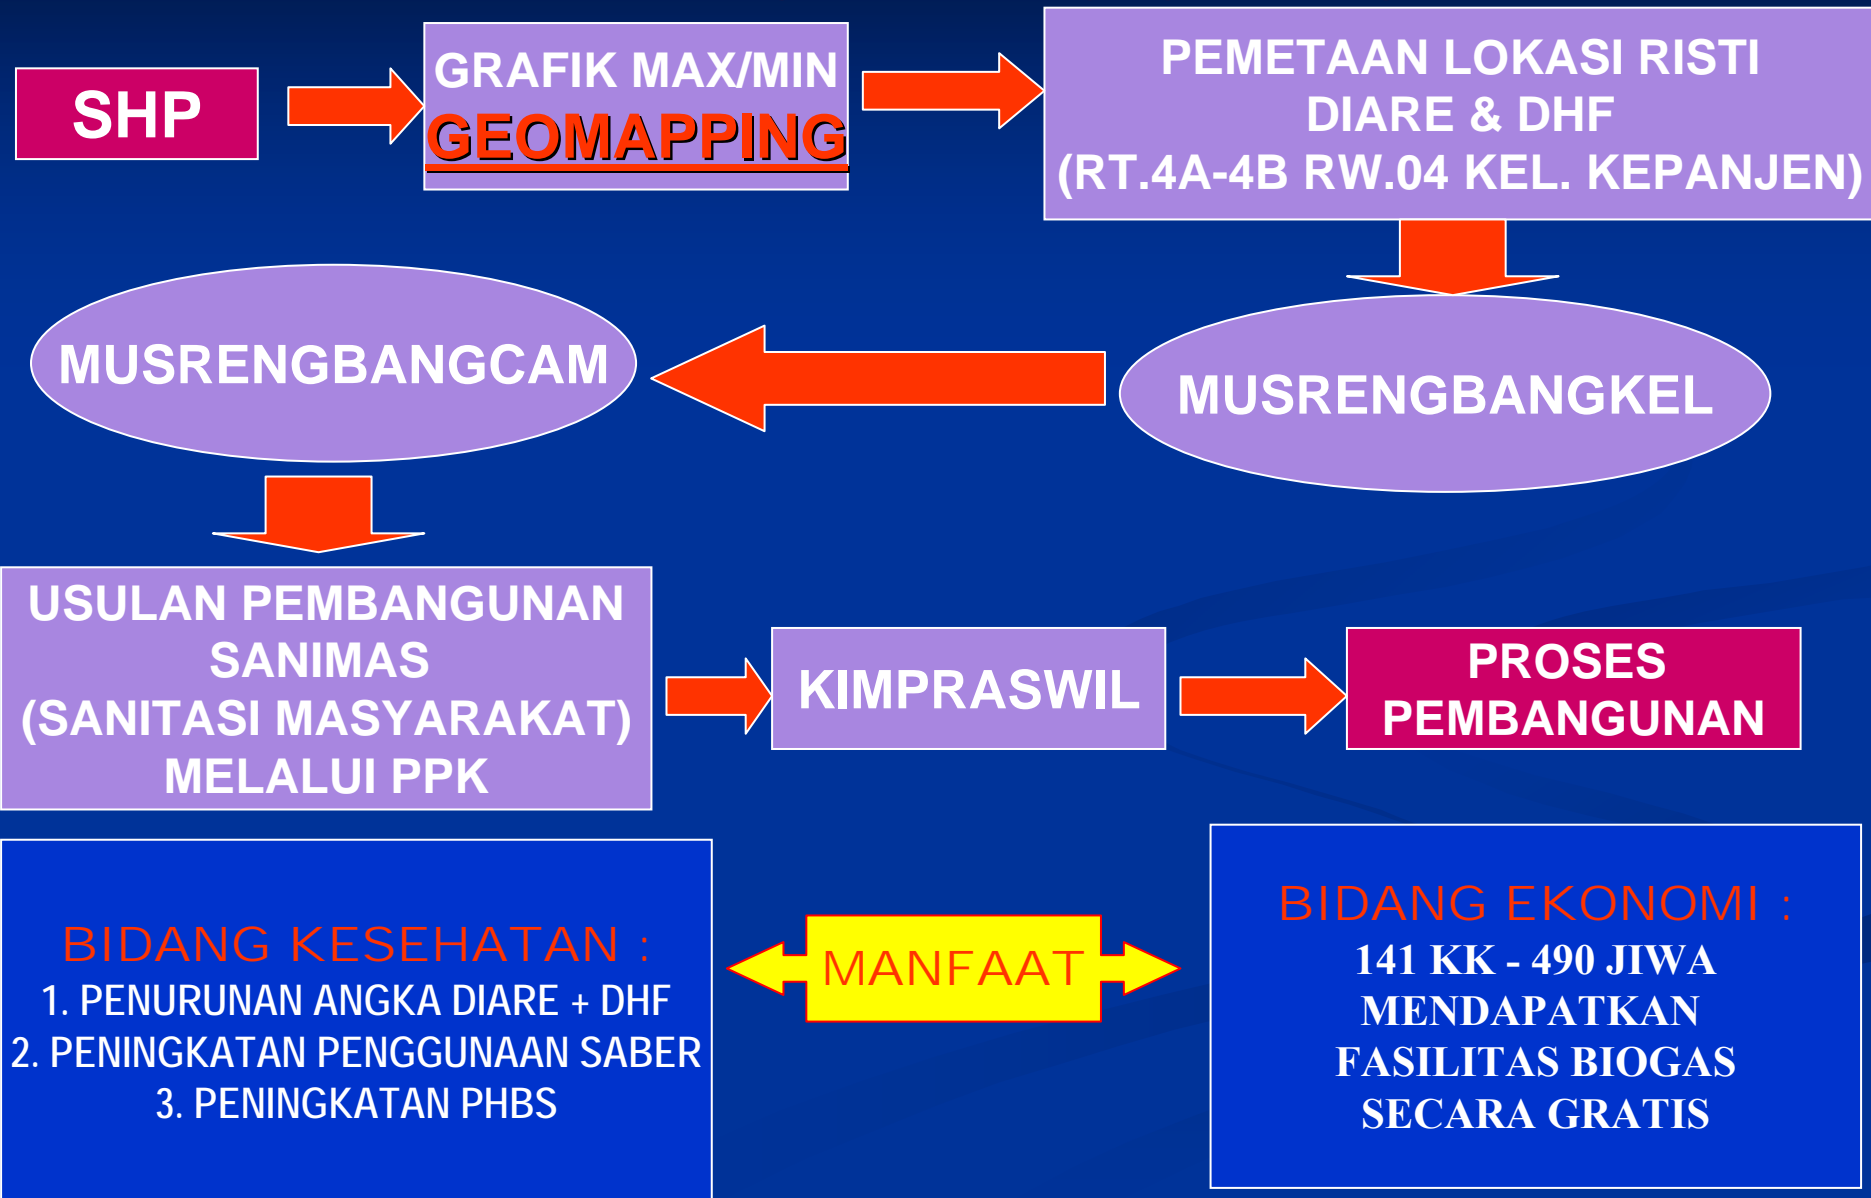 SHP
GRAFIK MAX/MIN
GEOMAPPING
PEMETAAN LOKASI RISTI
DIARE & DHF
(RT.4A-4B RW.04 KEL. KEPANJEN)
MUSRENGBANGKEL
MUSRENGBANGCAM
USULAN PEMBANGUNAN
SANIMAS
(SANITASI MASYARAKAT)
MELALUI PPK
KIMPRASWIL
PROSES
PEMBANGUNAN
BIDANG KESEHATAN :
1. PENURUNAN ANGKA DIARE + DHF
2. PENINGKATAN PENGGUNAAN SABER
3. PENINGKATAN PHBS
MANFAAT
BIDANG EKONOMI :
141 KK - 490 JIWA
MENDAPATKAN
FASILITAS BIOGAS
SECARA GRATIS